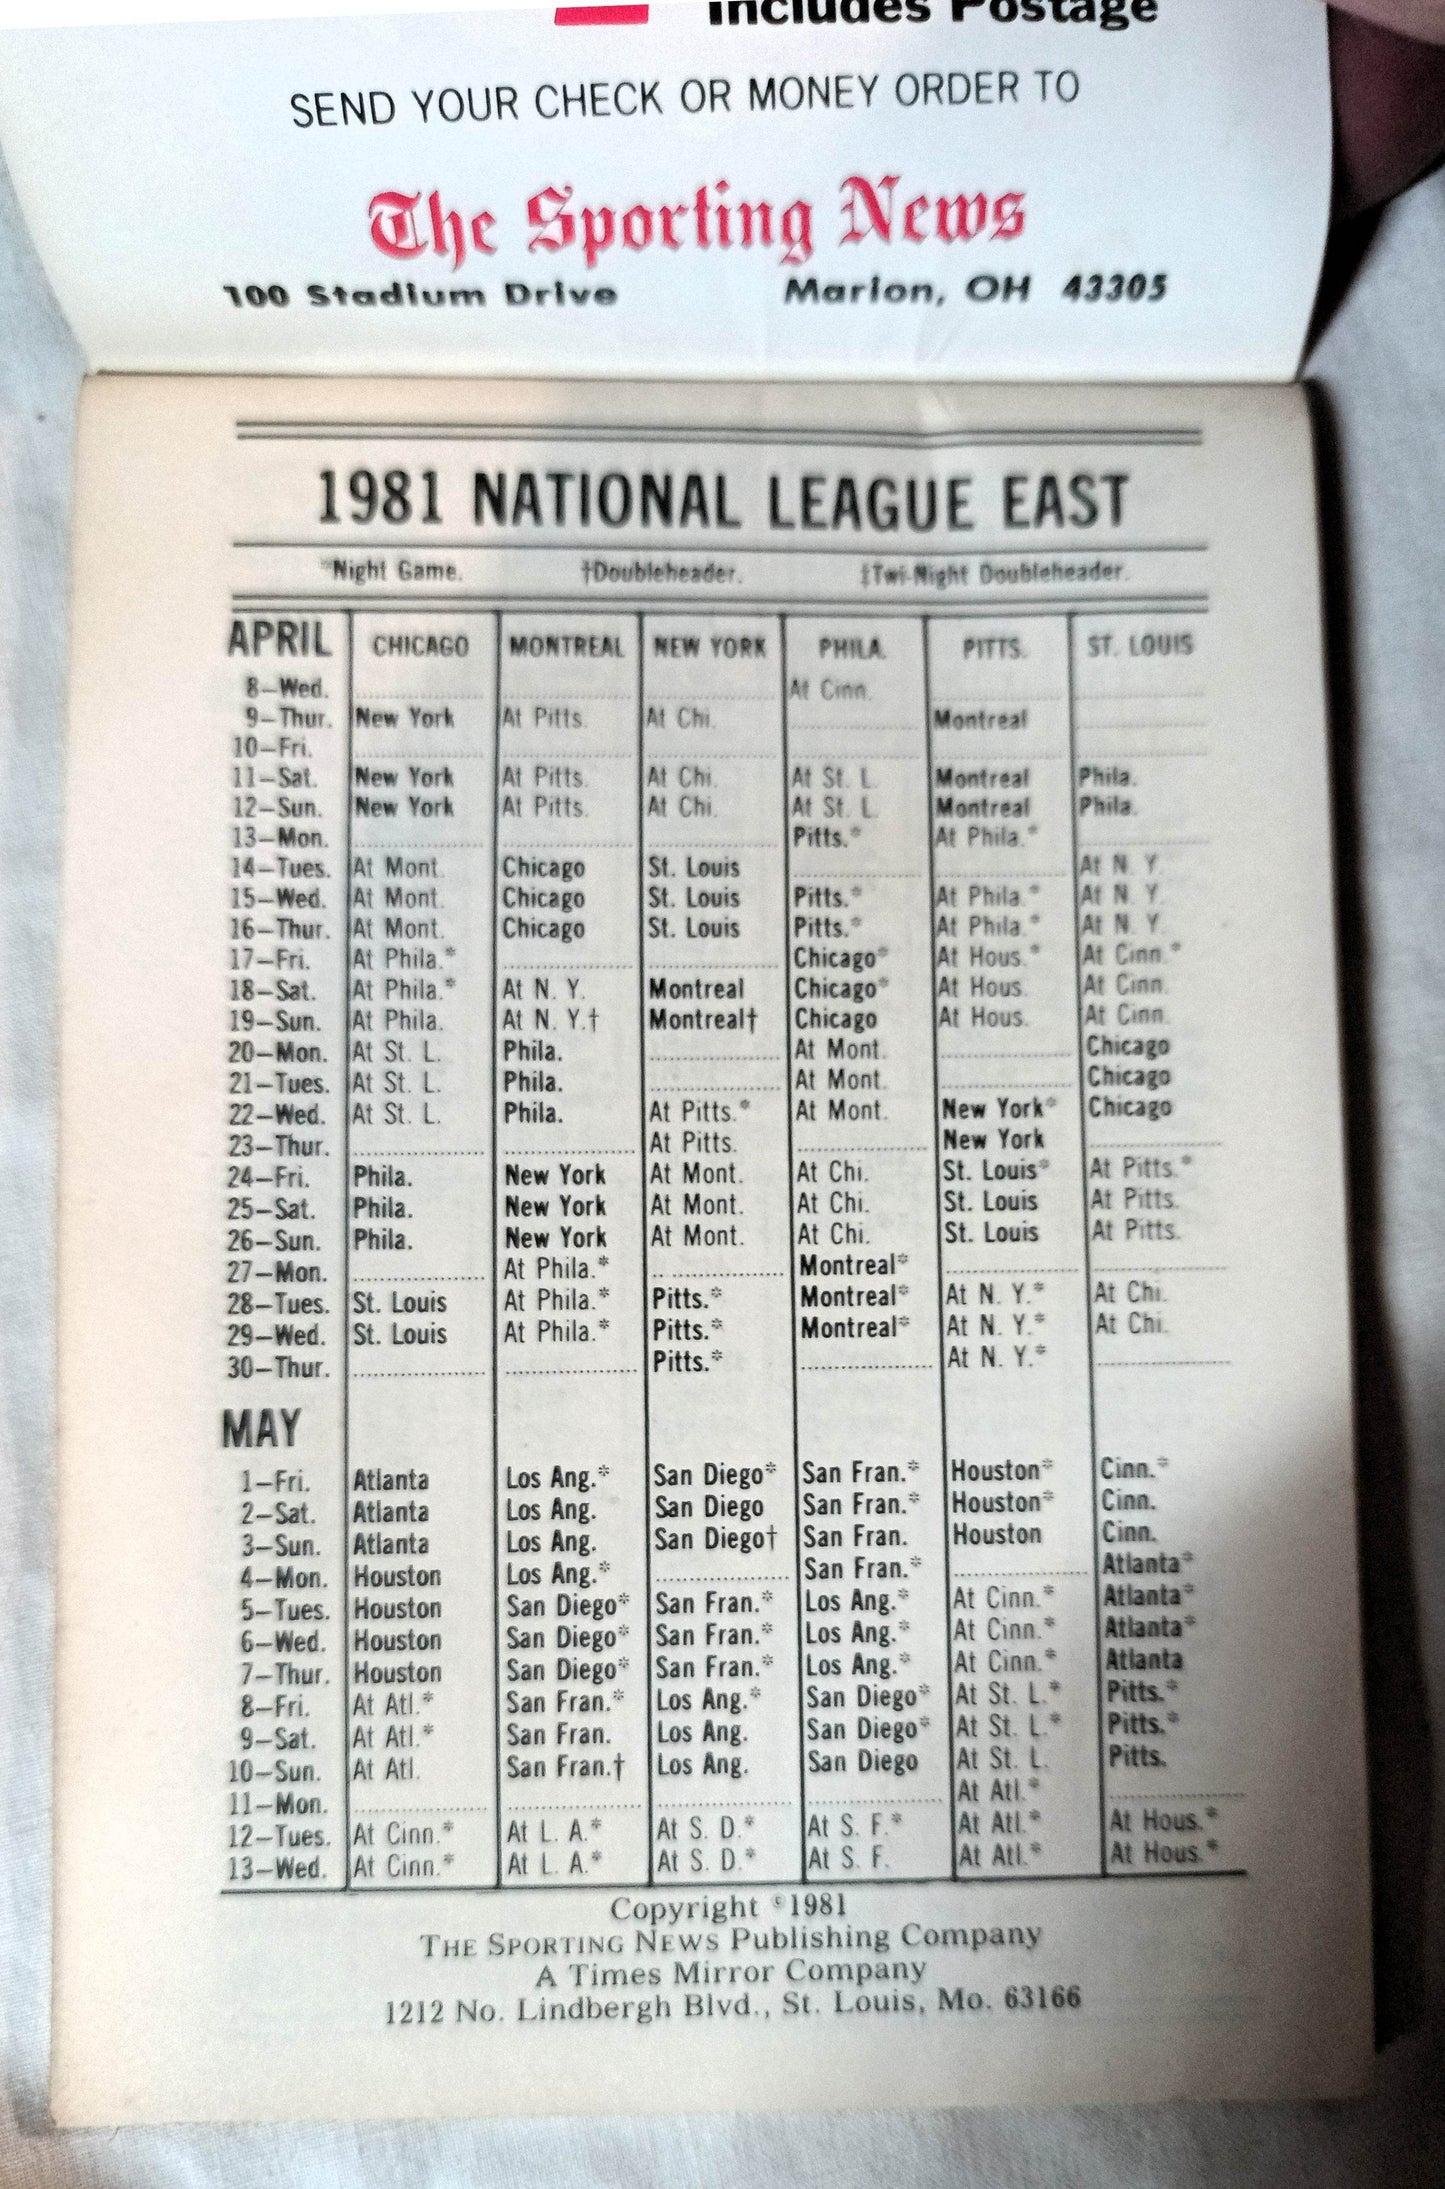 Includes Postage
SEND YOUR CHECK OR MONEY ORDER TO
The Sporting News
100 Stadium Drive Marion, OH 43305
1981 NATIONAL LEAGUE EAST
*Night Game. †Doubleheader. ‡Twi-Night Doubleheader.
APRIL CHICAGO MONTREAL NEW YORK PHILA. PITTS. ST. LOUIS
8—Wed. At Cinn.
9—Thur. New York At Pitts. At Chi. Montreal
10—Fri.
11—Sat. New York At Pitts. At Chi. At St. L. Montreal Phila.
12—Sun. New York At Pitts. At Chi. At St. L. Montreal Phila.
13—Mon. Pitts.* At Phila.*
14—Tues. At Mont. Chicago St. Louis At N. Y.
15—Wed. At Mont. Chicago St. Louis Pitts.* At Phila.* At N. Y.
16—Thur. At Mont. Chicago St. Louis Pitts.* At Phila.* At N. Y.
17—Fri. At Phila.* Chicago* At Hous.* At Cinn.*
18—Sat. At Phila.* At N. Y. Montreal Chicago* At Hous. At Cinn.
19—Sun. At Phila. At N. Y.† Montreal† Chicago At Hous. At Cinn.
20—Mon. At St. L. Phila. At Mont. Chicago
21—Tues. At St. L. Phila. At Mont. Chicago
22—Wed. At St. L. Phila. At Pitts.* At Mont. New York* Chicago
23—Thur. At Pitts. New York
24—Fri. Phila. New York At Mont. At Chi. St. Louis* At Pitts.*
25—Sat. Phila. New York At Mont. At Chi. St. Louis At Pitts.
26—Sun. Phila. New York At Mont. At Chi. St. Louis At Pitts.
27—Mon. At Phila.* Montreal*
28—Tues. St. Louis At Phila.* Pitts.* Montreal* At N. Y.* At Chi.
29—Wed. St. Louis At Phila.* Pitts.* Montreal* At N. Y.* At Chi.
30—Thur. Pitts.* At N. Y.*
MAY
1—Fri. Atlanta Los Ang.* San Diego* San Fran.* Houston* Cinn.*
2—Sat. Atlanta Los Ang. San Diego San Fran.* Houston* Cinn.
3—Sun. Atlanta Los Ang. San Diego† San Fran. Houston Cinn.
4—Mon. Houston Los Ang.* San Fran.* Atlanta*
5—Tues. Houston San Diego* San Fran.* Los Ang.* At Cinn.* Atlanta*
6—Wed. Houston San Diego* San Fran.* Los Ang.* At Cinn.* Atlanta*
7—Thur. Houston San Diego* San Fran.* Los Ang.* At Cinn.* Atlanta
8—Fri. At Atl.* San Fran.* Los Ang.* San Diego* At St. L.* Pitts.*
9—Sat. At Atl.* San Fran. Los Ang. San Diego* At St. L.* Pitts.*
10—Sun. At Atl. San Fran.† Los Ang. San Diego At St. L. Pitts.
11—Mon. At Atl.*
12—Tues. At Cinn.* At L. A.* At S. D.* At S. F.* At Atl.* At Hous.*
13—Wed. At Cinn.* At L. A.* At S. D.* At S. F. At Atl.* At Hous.*
Copyright ©1981
THE SPORTING NEWS Publishing Company
A Times Mirror Company
1212 No. Lindbergh Blvd., St. Louis, Mo. 63166